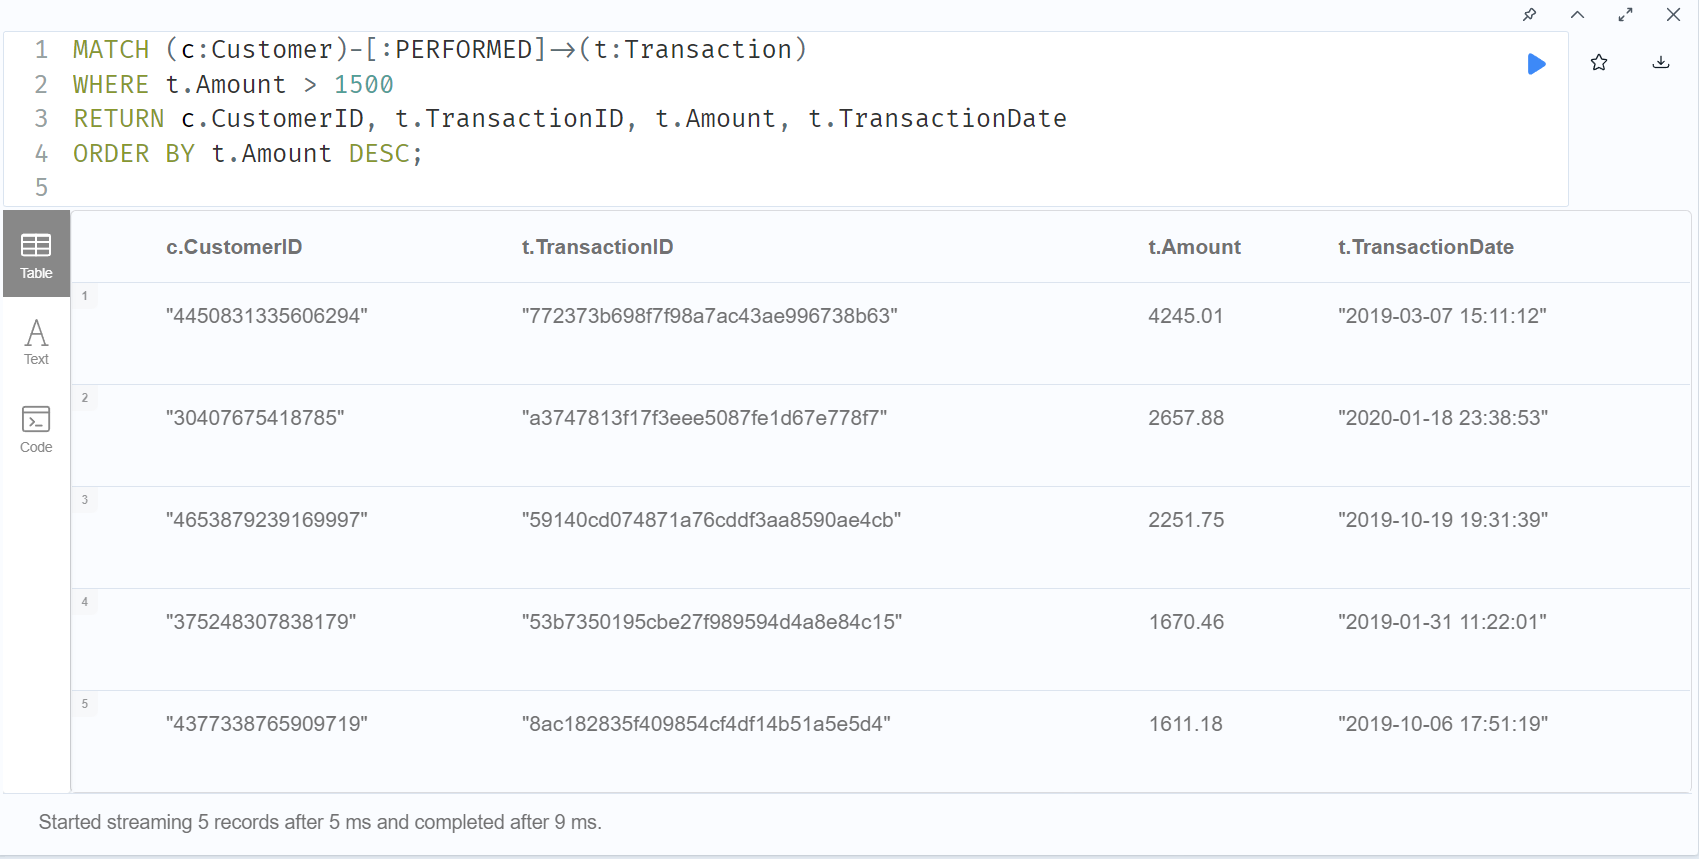 1 MATCH (c:Customer)-[:PERFORMED]->(t:Transaction)
2 WHERE t.Amount > 1500
3 RETURN c.CustomerID, t.TransactionID, t.Amount, t.TransactionDate
4 ORDER BY t.Amount DESC;
5
Table
Text
Code
c.CustomerID t.TransactionID t.Amount t.TransactionDate
1 "4450831335606294" "772373b698f7f98a7ac43ae996738b63" 4245.01 "2019-03-07 15:11:12"
2 "30407675418785" "a3747813f17f3eee5087fe1d67e778f7" 2657.88 "2020-01-18 23:38:53"
3 "4653879239169997" "59140cd074871a76cddf3aa8590ae4cb" 2251.75 "2019-10-19 19:31:39"
4 "375248307838179" "53b7350195cbe27f989594d4a8e84c15" 1670.46 "2019-01-31 11:22:01"
5 "4377338765909719" "8ac182835f409854cf4df14b51a5e5d4" 1611.18 "2019-10-06 17:51:19"
Started streaming 5 records after 5 ms and completed after 9 ms.